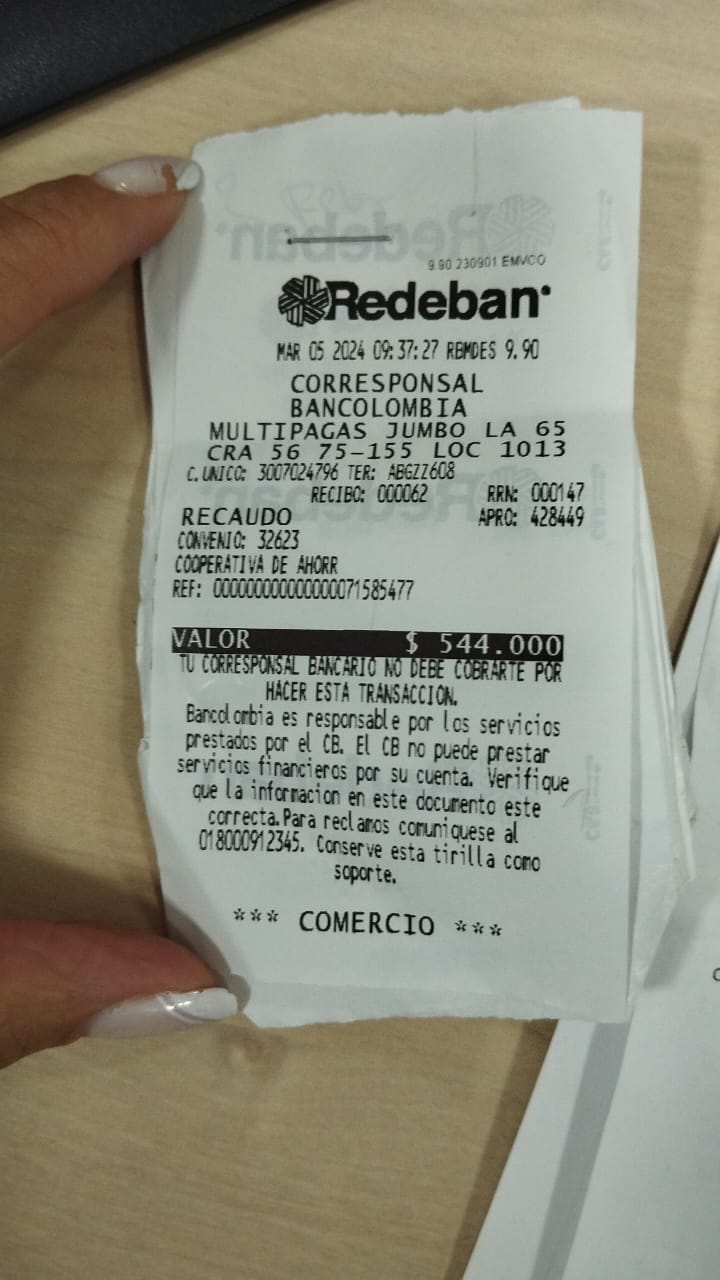 9.90 230901 EMVCO
Redeban
MAR 05 2024 09:37:27 RBMDES 9.90
CORRESPONSAL
BANCOLOMBIA
MULTIPAGAS JUMBO LA 65
CRA 56 75-155 LOC 1013
C. UNICO: 3007024796 TER: ABGZZ608
RECIBO: 000062 RRN: 000147
RECAUDO APRO: 428449
CONVENIO: 32623
COOPERATIVA DE AHORR
REF: 000000000000000071585477
VALOR $ 544.000
TU CORRESPONSAL BANCARIO NO DEBE COBRARTE POR
HACER ESTA TRANSACCION.
Bancolombia es responsable por los servicios
prestados por el CB. El CB no puede prestar
servicios financieros por su cuenta. Verifique
que la informacion en este documento este
correcta.Para reclamos comuniquese al
018000912345. Conserve esta tirilla como
soporte.
*** COMERCIO ***